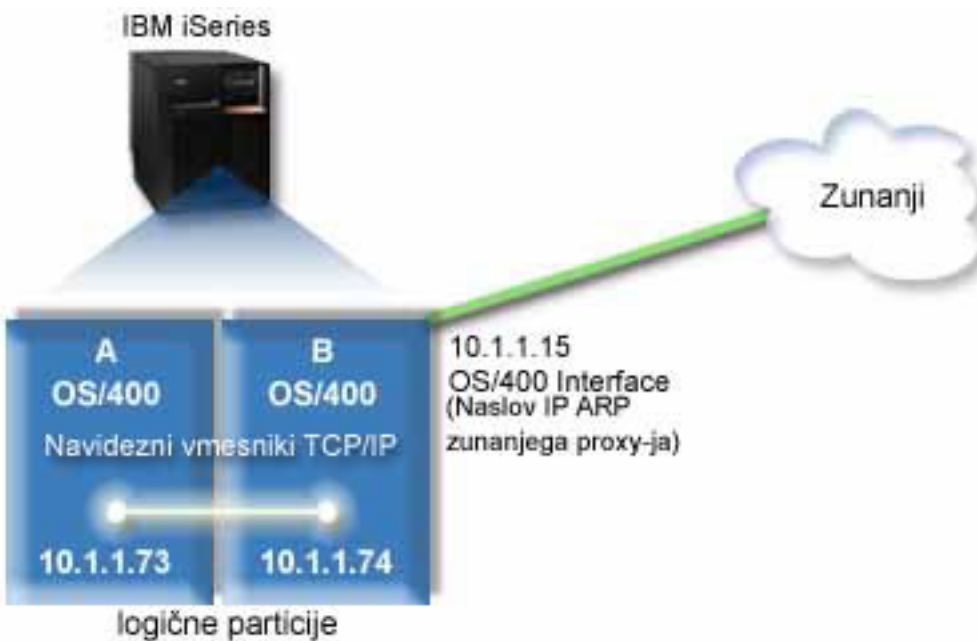 IBM iSeries
Zunanji
A
OS/400
B
OS/400
10.1.1.15
OS/400 Interface
(Naslov IP ARP
zunanjega proxy-ja)
Navidezni vmesniki TCP/IP
10.1.1.73
10.1.1.74
logične particije